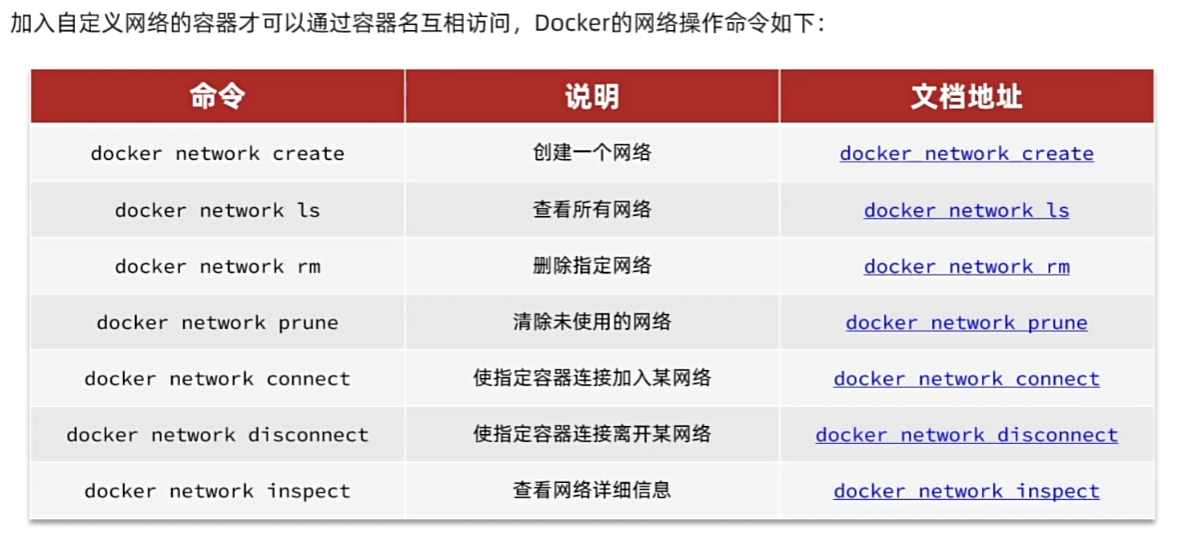 加入自定义网络的容器才可以通过容器名互相访问，Docker的网络操作命令如下：
命令 说明 文档地址
docker network create 创建一个网络 docker network create
docker network ls 查看所有网络 docker network ls
docker network rm 删除指定网络 docker network rm
docker network prune 清除未使用的网络 docker network prune
docker network connect 使指定容器连接加入某网络 docker network connect
docker network disconnect 使指定容器连接离开某网络 docker network disconnect
docker network inspect 查看网络详细信息 docker network inspect